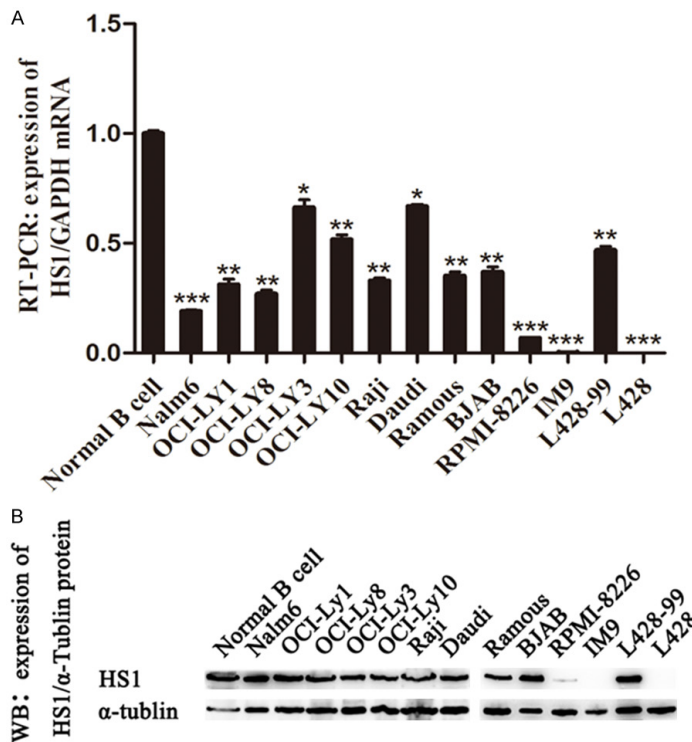 A
RT-PCR: expression of
HS1/GAPDH mRNA
1.5
1.0
0.5
0.0
***
**
**
*
**
**
*
**
**
***
***
**
***
Normal B cell
Nalm6
OCI-LY1
OCI-LY8
OCI-LY3
OCI-LY10
Raji
Daudi
Ramous
BJAB
RPMI-8226
IM9
L428-99
L428
B
WB: expression of
HS1/α-Tublin protein
Normal B cell
Nalm6
OCI-Ly1
OCI-Ly8
OCI-Ly3
OCI-Ly10
Raji
Daudi
Ramous
BJAB
RPMI-8226
IM9
L428-99
L428
HS1
α-tublin